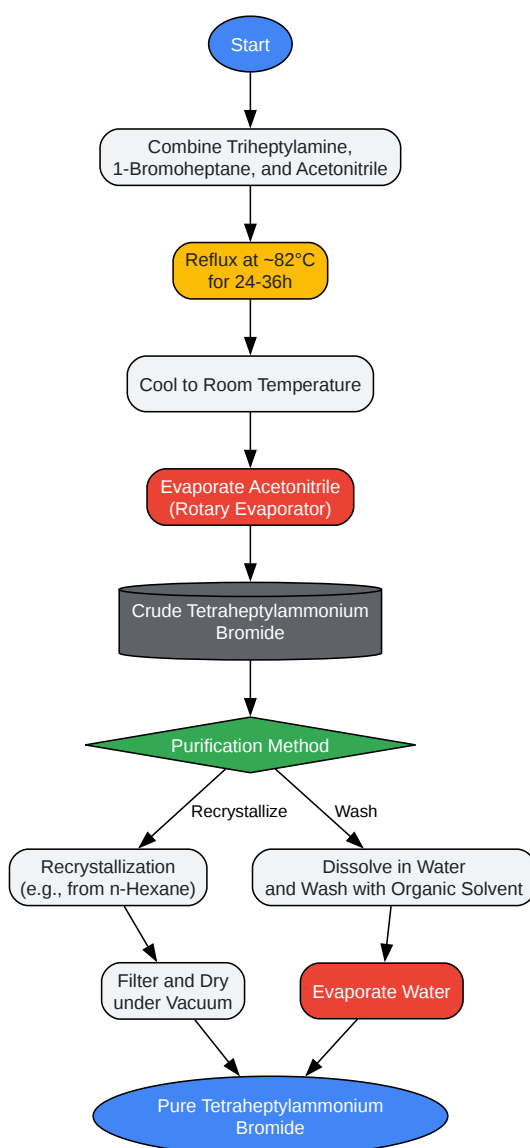 Start
Combine Triheptylamine,
1-Bromoheptane, and Acetonitrile
Reflux at ~82°C
for 24-36h
Cool to Room Temperature
Evaporate Acetonitrile
(Rotary Evaporator)
Crude Tetraheptylammonium
Bromide
Purification Method
Recrystallize
Wash
Recrystallization
(e.g., from n-Hexane)
Dissolve in Water
and Wash with Organic Solvent
Filter and Dry
under Vacuum
Evaporate Water
Pure Tetraheptylammonium
Bromide